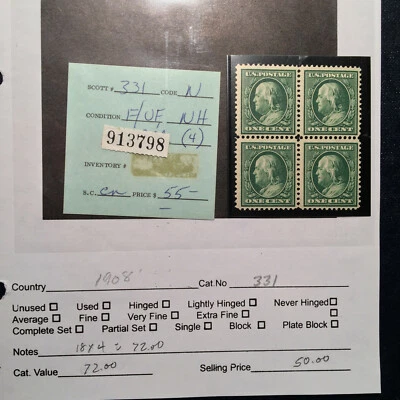 SCOTT # 331 CODE N
CONDITION F/VF NH
(4)
913798
INVENTORY #
B.C. PRICE $ 55-
U.S. POSTAGE U.S. POSTAGE
ONE CENT ONE CENT
U.S. POSTAGE U.S. POSTAGE
ONE CENT ONE CENT
Country 1908 Cat.No 331
Unused □ Used □ Hinged □ Lightly Hinged □ Never Hinged □
Average □ Fine □ Very Fine □ Extra Fine □
Complete Set □ Partial Set □ Single □ Block □ Plate Block □
Notes 18 x 4 = 72.00
Cat. Value 72.00 Selling Price 50.00